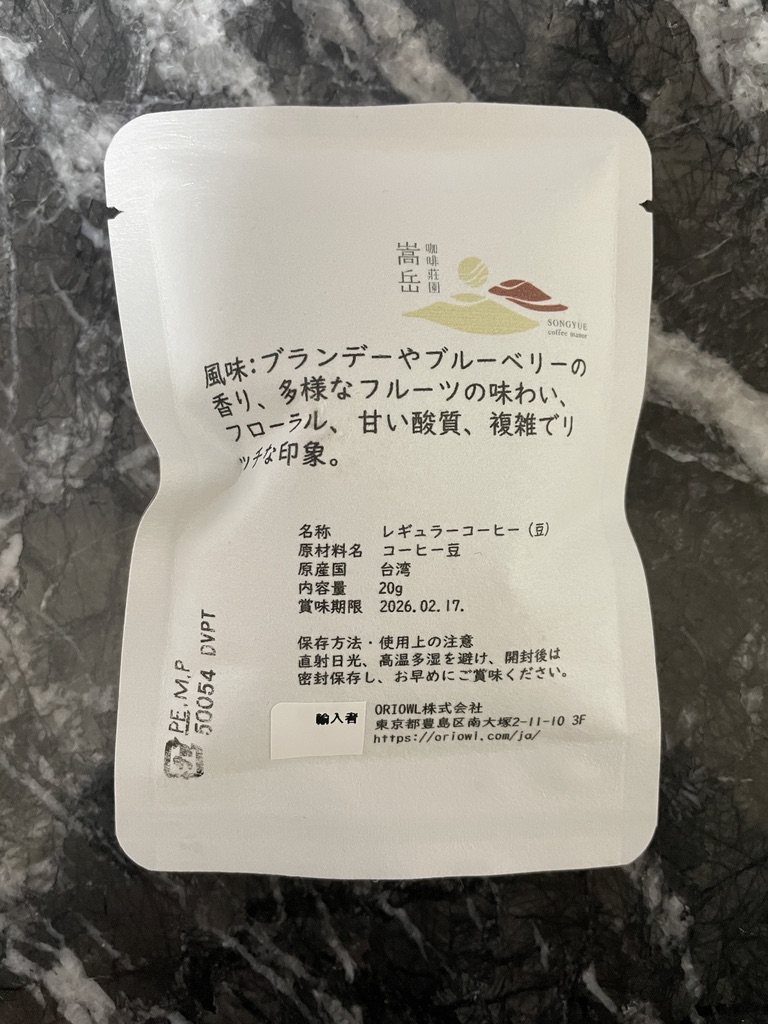 嵩岳
咖啡莊園
SONGYUE
coffee manor
風味:ブランデーやブルーベリーの
香り、多様なフルーツの味わい、
フローラル、甘い酸質、複雑でリ
ッチな印象。
名称 レギュラーコーヒー(豆)
原材料名 コーヒー豆
原産国 台湾
内容量 20g
賞味期限 2026.02.17.
保存方法・使用上の注意
直射日光、高温多湿を避け、開封後は
密封保存し、お早めにご賞味ください。
輸入者 ORIOWL株式会社
東京都豊島区南大塚2-11-10 3F
https://oriowl.com/ja/
プラ
PE.M.P
50054 DVPT